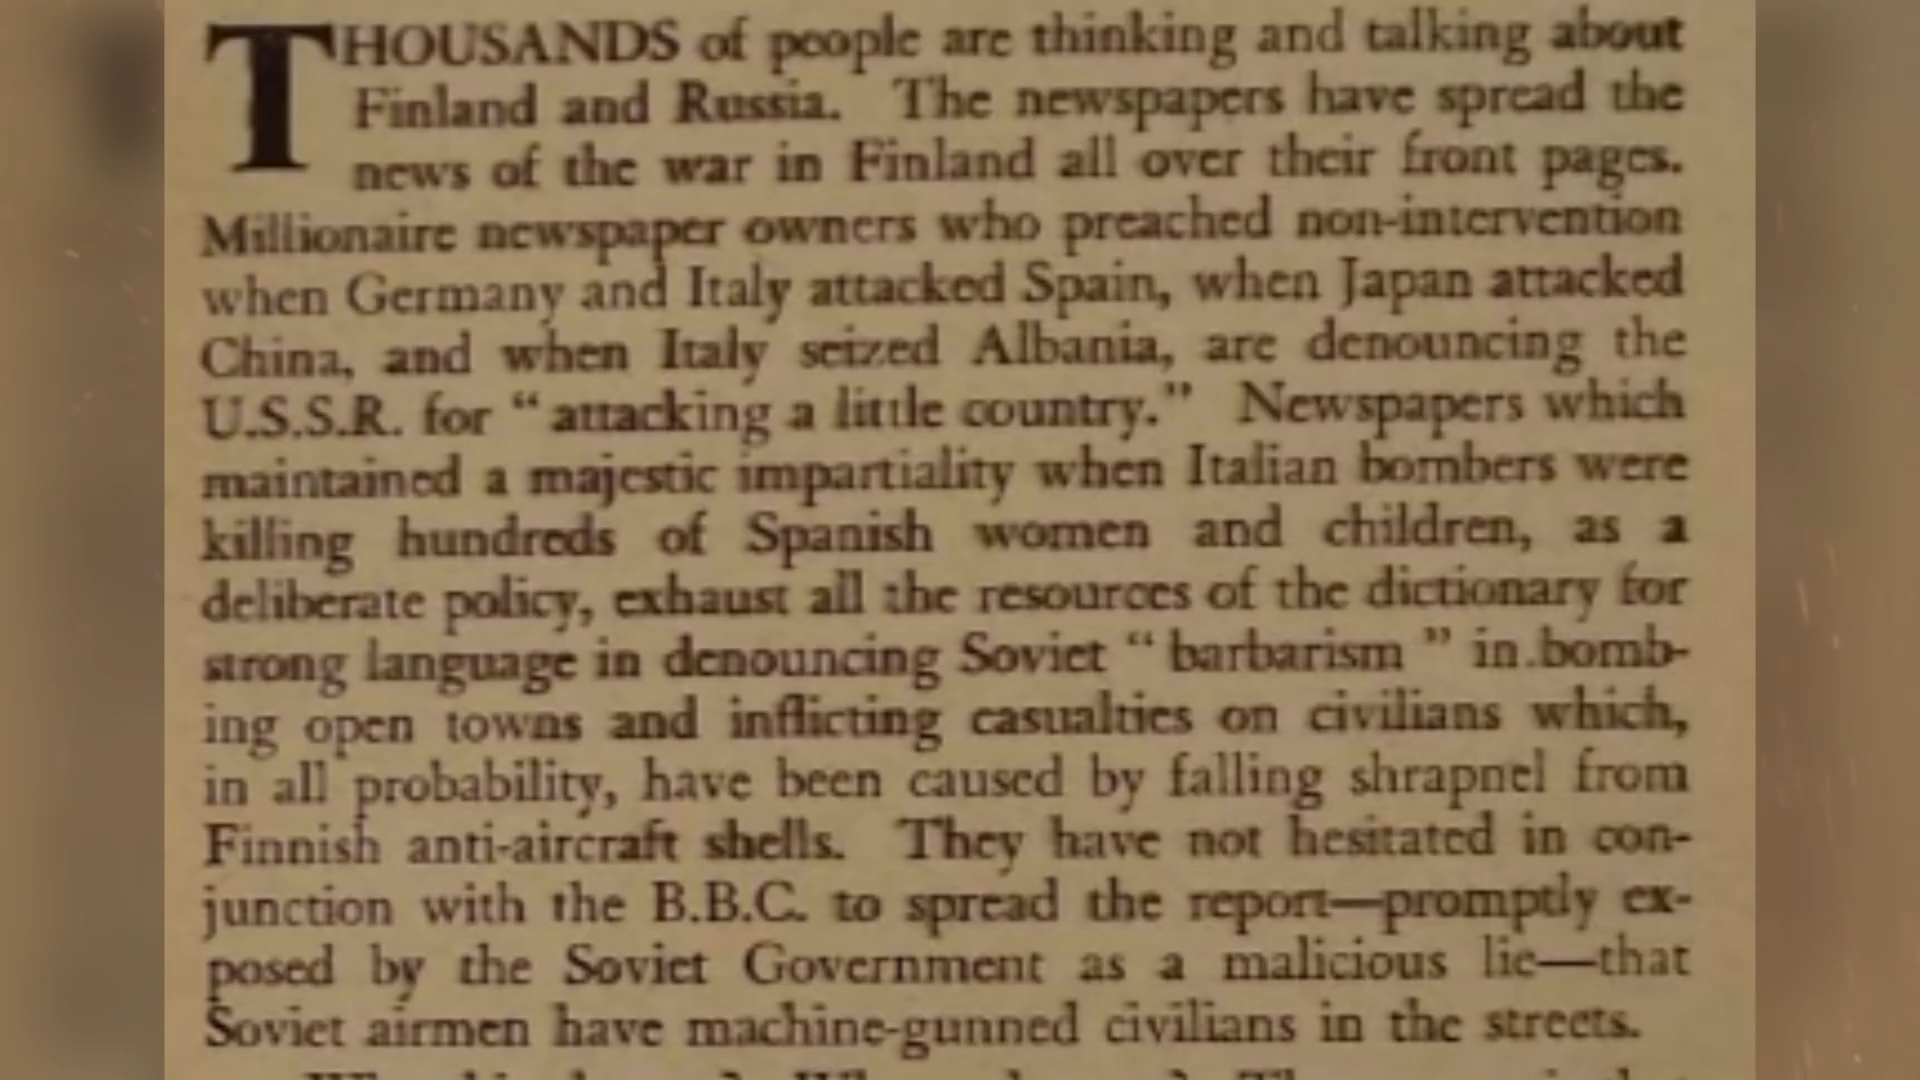 THOUSANDS of people are thinking and talking about
Finland and Russia. The newspapers have spread the
news of the war in Finland all over their front pages.
Millionaire newspaper owners who preached non-intervention
when Germany and Italy attacked Spain, when Japan attacked
China, and when Italy seized Albania, are denouncing the
U.S.S.R. for “attacking a little country.” Newspapers which
maintained a majestic impartiality when Italian bombers were
killing hundreds of Spanish women and children, as a
deliberate policy, exhaust all the resources of the dictionary for
strong language in denouncing Soviet “barbarism” in bomb-
ing open towns and inflicting casualties on civilians which,
in all probability, have been caused by falling shrapnel from
Finnish anti-aircraft shells. They have not hesitated in con-
junction with the B.B.C. to spread the report—promptly ex-
posed by the Soviet Government as a malicious lie—that
Soviet airmen have machine-gunned civilians in the streets.